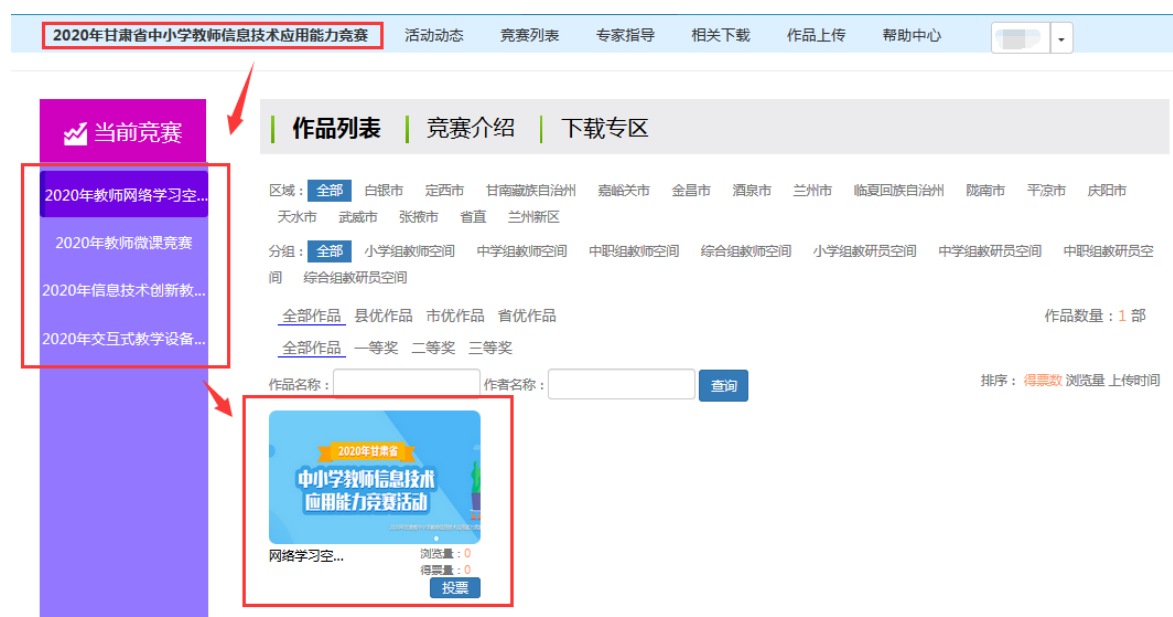 2020年甘肃省中小学教师信息技术应用能力竞赛 活动动态 竞赛列表 专家指导 相关下载 作品上传 帮助中心
当前竞赛
2020年教师网络学习空...
2020年教师微课竞赛
2020年信息技术创新教...
2020年交互式教学设备...
作品列表 竞赛介绍 下载专区
区域： 全部 白银市 定西市 甘南藏族自治州 嘉峪关市 金昌市 酒泉市 兰州市 临夏回族自治州 陇南市 平凉市 庆阳市
天水市 武威市 张掖市 省直 兰州新区
分组： 全部 小学组教师空间 中学组教师空间 中职组教师空间 综合组教师空间 小学组教研员空间 中学组教研员空间 中职组教研员空
间 综合组教研员空间
全部作品 县优作品 市优作品 省优作品 作品数量：1 部
全部作品 一等奖 二等奖 三等奖
作品名称： 作者名称： 查询 排序： 得票数 浏览量 上传时间
2020年甘肃省
中小学教师信息技术
应用能力竞赛活动
网络学习空... 浏览量：0
得票量：0
投票